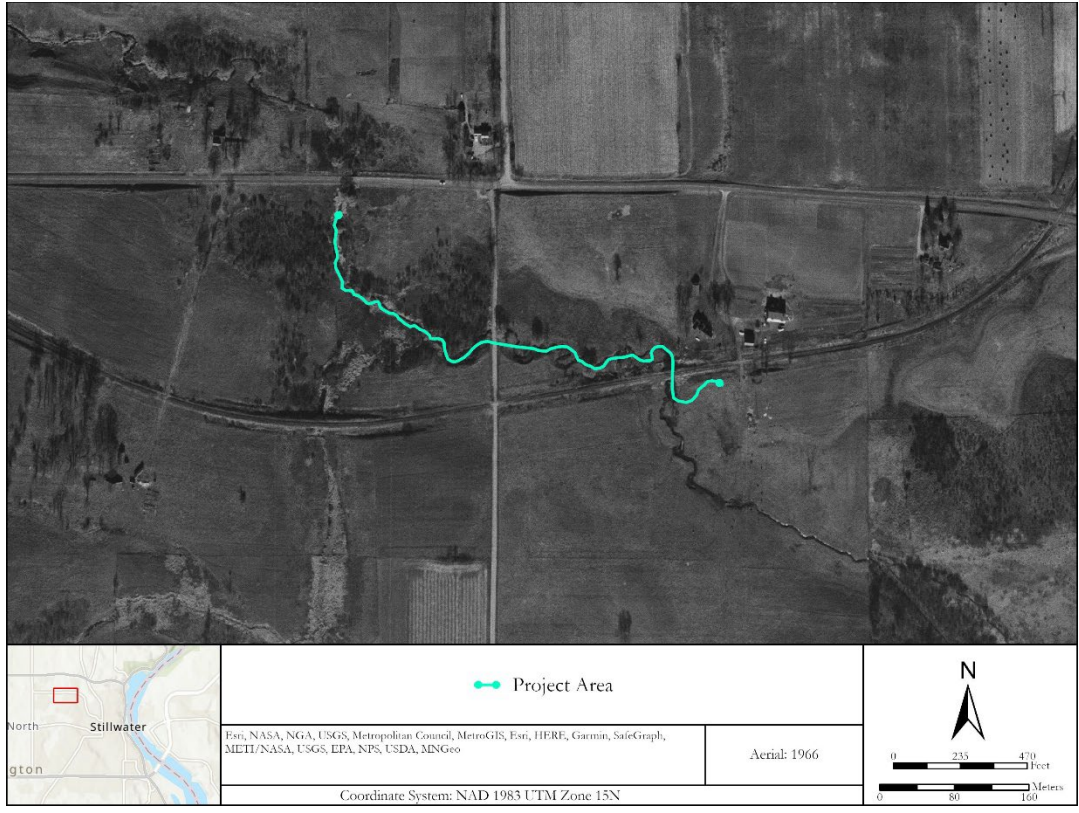 North
Stillwater
gton
Project Area
Esri, NASA, NGA, USGS, Metropolitan Council, MetroGIS, Esri, HERE, Garmin, SafeGraph,
METI/NASA, USGS, EPA, NPS, USDA, MNGeo
Aerial: 1966
Coordinate System: NAD 1983 UTM Zone 15N
N
0 235 470
Feet
Meters
0 80 160